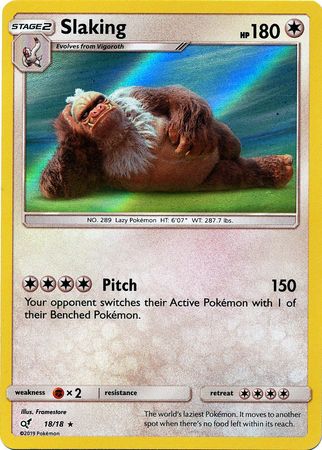 STAGE2 Slaking HP 180
Evolves from Vigoroth
NO. 289 Lazy Pokémon HT: 6'07" WT: 287.7 lbs.
Pitch 150
Your opponent switches their Active Pokémon with 1 of
their Benched Pokémon.
weakness × 2 resistance retreat
Illus. Framestore
18/18 ★
©2019 Pokémon
The world's laziest Pokémon. It moves to another
spot when there's no food left within its reach.